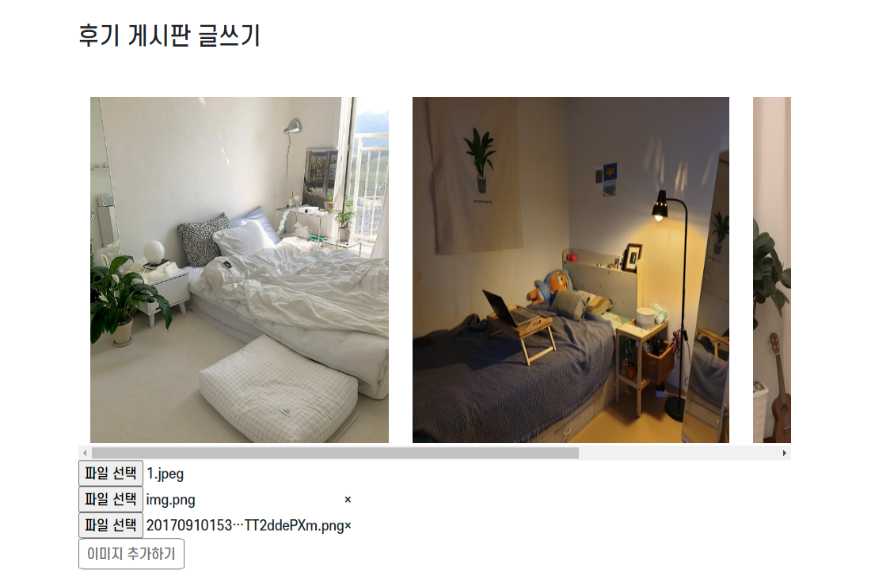 후기 게시판 글쓰기
파일 선택 1.jpeg
파일 선택 img.png ×
파일 선택 20170910153…TT2ddePXm.png×
이미지 추가하기